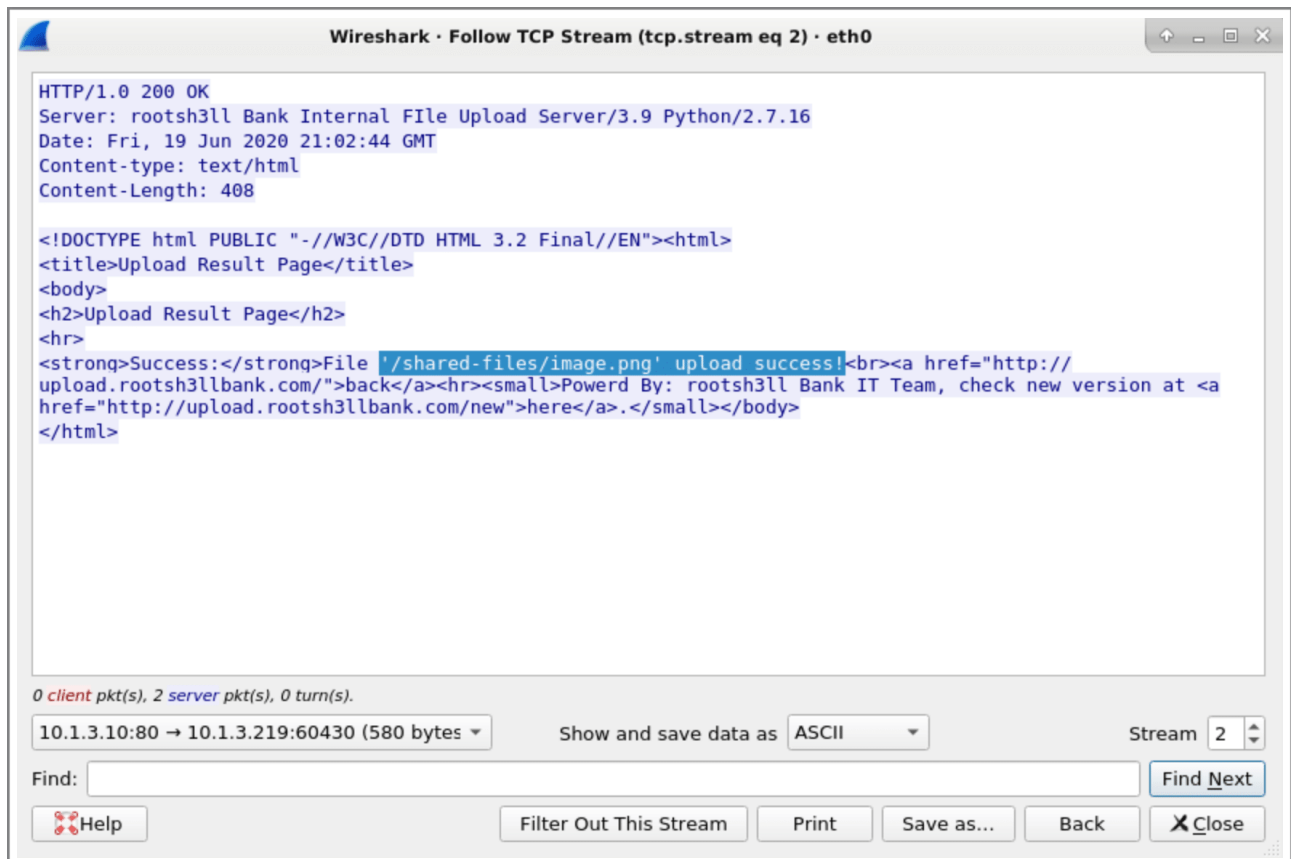 Wireshark · Follow TCP Stream (tcp.stream eq 2) · eth0
HTTP/1.0 200 OK
Server: rootsh3ll Bank Internal FIle Upload Server/3.9 Python/2.7.16
Date: Fri, 19 Jun 2020 21:02:44 GMT
Content-type: text/html
Content-Length: 408
<!DOCTYPE html PUBLIC "-//W3C//DTD HTML 3.2 Final//EN"><html>
<title>Upload Result Page</title>
<body>
<h2>Upload Result Page</h2>
<hr>
<strong>Success:</strong>File '/shared-files/image.png' upload success!<br><a href="http://
upload.rootsh3llbank.com/">back</a><hr><small>Powerd By: rootsh3ll Bank IT Team, check new version at <a
href="http://upload.rootsh3llbank.com/new">here</a>.</small></body>
</html>
0 client pkt(s), 2 server pkt(s), 0 turn(s).
10.1.3.10:80 → 10.1.3.219:60430 (580 bytes Show and save data as ASCII Stream 2
Find: Find Next
Help Filter Out This Stream Print Save as... Back Close